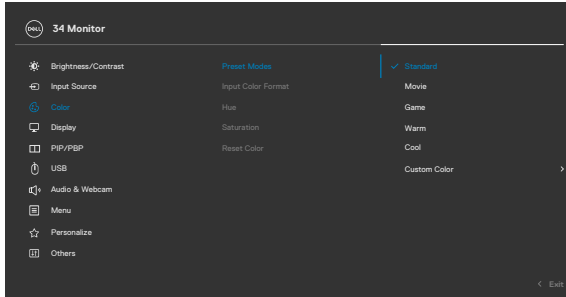 DELL 34 Monitor
Brightness/Contrast Preset Modes Standard
Input Source Input Color Format Movie
Color Hue Game
Display Saturation Warm
PIP/PBP Reset Color Cool
USB Custom Color
Audio & Webcam
Menu
Personalize
Others
Exit